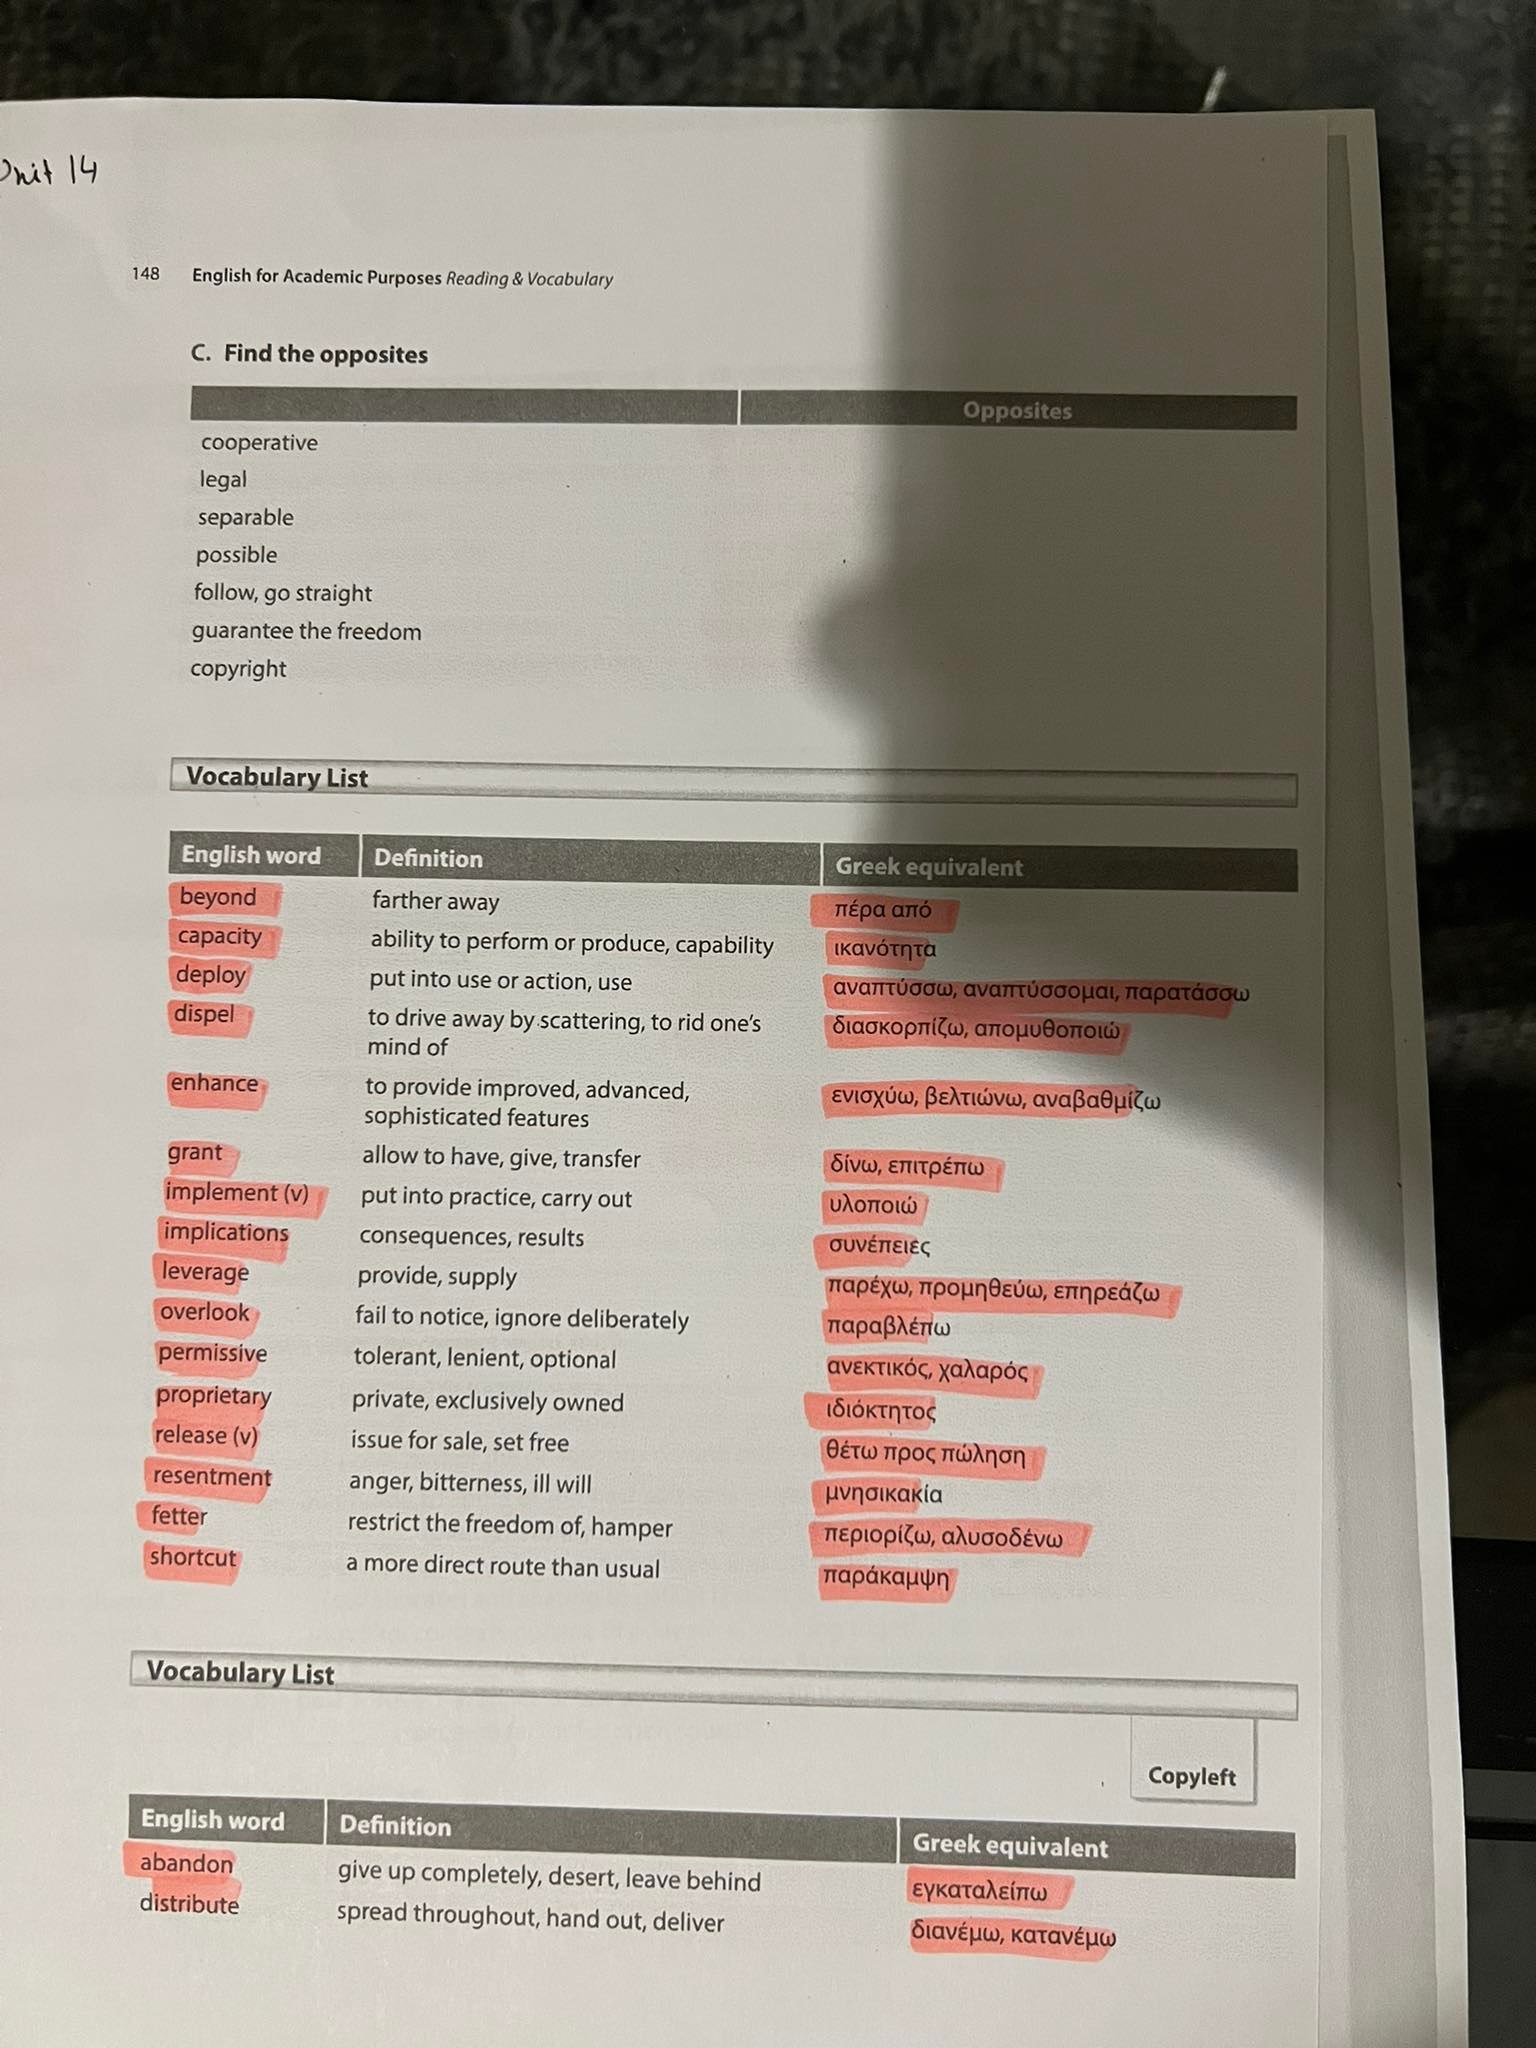 Unit 14
148 English for Academic Purposes Reading & Vocabulary
C. Find the opposites
Opposites
cooperative
legal
separable
possible
follow, go straight
guarantee the freedom
copyright
Vocabulary List
English word Definition Greek equivalent
beyond farther away πέρα από
capacity ability to perform or produce, capability ικανότητα
deploy put into use or action, use αναπτύσσω, αναπτύσσομαι, παρατάσσω
dispel to drive away by scattering, to rid one's διασκορπίζω, απομυθοποιώ
mind of
enhance to provide improved, advanced, ενισχύω, βελτιώνω, αναβαθμίζω
sophisticated features
grant allow to have, give, transfer δίνω, επιτρέπω
implement (v) put into practice, carry out υλοποιώ
implications consequences, results συνέπειες
leverage provide, supply παρέχω, προμηθεύω, επηρεάζω
overlook fail to notice, ignore deliberately παραβλέπω
permissive tolerant, lenient, optional ανεκτικός, χαλαρός
proprietary private, exclusively owned ιδιόκτητος
release (v) issue for sale, set free θέτω προς πώληση
resentment anger, bitterness, ill will μνησικακία
fetter restrict the freedom of, hamper περιορίζω, αλυσοδένω
shortcut a more direct route than usual παράκαμψη
Vocabulary List
Copyleft
English word Definition Greek equivalent
abandon give up completely, desert, leave behind εγκαταλείπω
distribute spread throughout, hand out, deliver διανέμω, κατανέμω